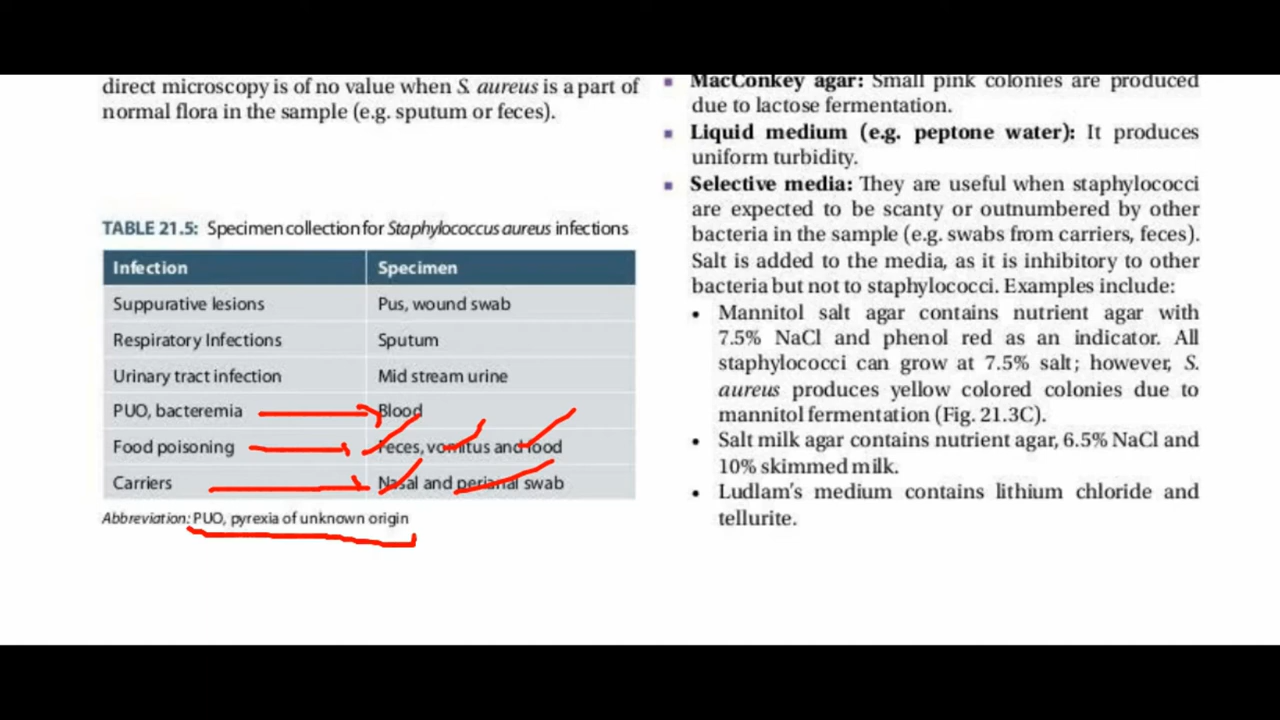 direct microscopy is of no value when S. aureus is a part of
normal flora in the sample (e.g. sputum or feces).
TABLE 21.5: Specimen collection for Staphylococcus aureus infections
Infection Specimen
Suppurative lesions Pus, wound swab
Respiratory Infections Sputum
Urinary tract infection Mid stream urine
PUO, bacteremia Blood
Food poisoning Feces, vomitus and food
Carriers Nasal and perianal swab
Abbreviation: PUO, pyrexia of unknown origin
▪ MacConkey agar: Small pink colonies are produced
due to lactose fermentation.
▪ Liquid medium (e.g. peptone water): It produces
uniform turbidity.
▪ Selective media: They are useful when staphylococci
are expected to be scanty or outnumbered by other
bacteria in the sample (e.g. swabs from carriers, feces).
Salt is added to the media, as it is inhibitory to other
bacteria but not to staphylococci. Examples include:
• Mannitol salt agar contains nutrient agar with
7.5% NaCl and phenol red as an indicator. All
staphylococci can grow at 7.5% salt; however, S.
aureus produces yellow colored colonies due to
mannitol fermentation (Fig. 21.3C).
• Salt milk agar contains nutrient agar, 6.5% NaCl and
10% skimmed milk.
• Ludlam's medium contains lithium chloride and
tellurite.